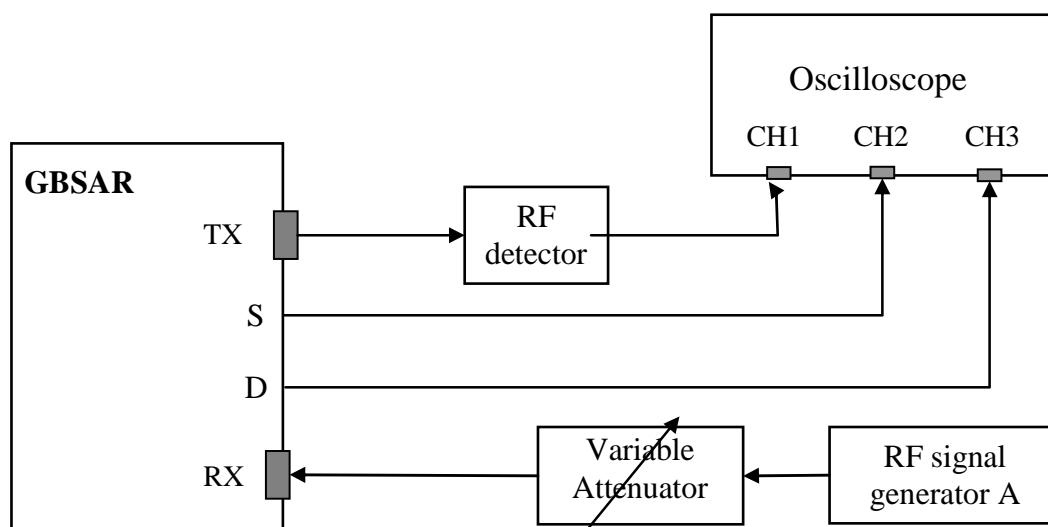 Oscilloscope
CH1 CH2 CH3
GBSAR
TX
RF
detector
S
D
RX
Variable
Attenuator
RF signal
generator A